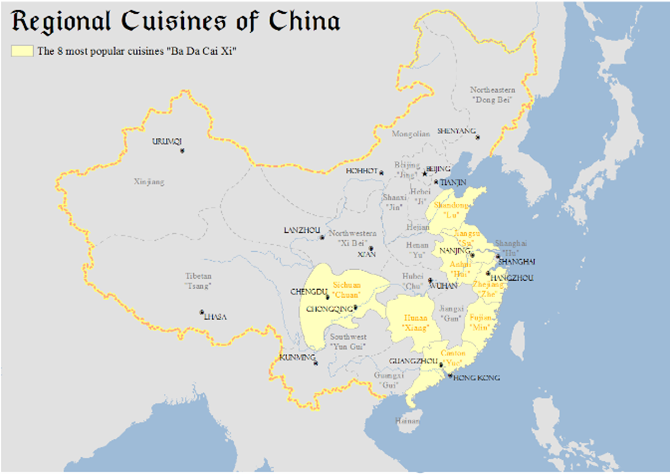 Regional Cuisines of China
The 8 most popular cuisines "Ba Da Cai Xi"
Northeastern
"Dong Bei"
SHENYANG
Mongolian
URUMQI
Xinjiang
HOHHOT
Beijing
"Jing"
BEIJING
TIANJIN
Hebei
"Ji"
Shanxi
"Jin"
Shandong
"Lu"
LANZHOU
Northwestern
"Xi Bei"
XI'AN
Henan
"Yu"
"Su"
NANJING
Shanghai
"Hu"
SHANGHAI
Anhui
"Hui"
HANGZHOU
Zhejiang
"Zhe"
Tibetan
"Tsang"
LHASA
CHENGDU
Sichuan
"Chuan"
CHONGQING
Hubei
"Chu"
WUHAN
Hunan
"Xiang"
Jiangxi
"Gan"
Fujian
"Min"
Southwest
"Yun Gui"
KUNMING
Guangxi
"Gui"
GUANGZHOU
Canton
"Yue"
HONG KONG
Hainan